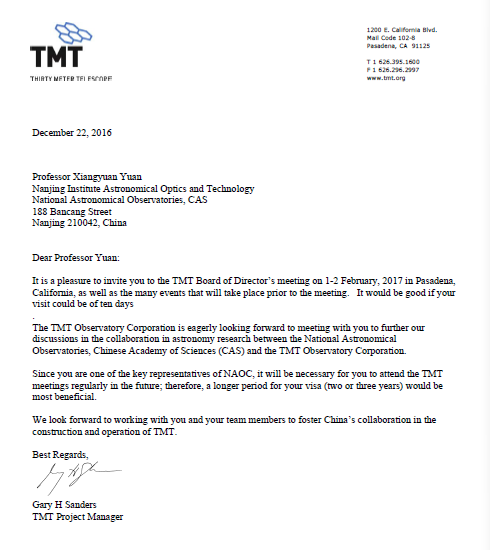 TMT
THIRTY METER TELESCOPE
1200 E. California Blvd.
Mail Code 102-8
Pasadena, CA 91125
T 1 626.395.1600
F 1 626.296.2997
www.tmt.org
December 22, 2016
Professor Xiangyuan Yuan
Nanjing Institute Astronomical Optics and Technology
National Astronomical Observatories, CAS
188 Bancang Street
Nanjing 210042, China
Dear Professor Yuan:
It is a pleasure to invite you to the TMT Board of Director's meeting on 1-2 February, 2017 in Pasadena,
California, as well as the many events that will take place prior to the meeting. It would be good if your
visit could be of ten days
.
The TMT Observatory Corporation is eagerly looking forward to meeting with you to further our
discussions in the collaboration in astronomy research between the National Astronomical
Observatories, Chinese Academy of Sciences (CAS) and the TMT Observatory Corporation.
Since you are one of the key representatives of NAOC, it will be necessary for you to attend the TMT
meetings regularly in the future; therefore, a longer period for your visa (two or three years) would be
most beneficial.
We look forward to working with you and your team members to foster China's collaboration in the
construction and operation of TMT.
Best Regards,
Gary H Sanders
TMT Project Manager